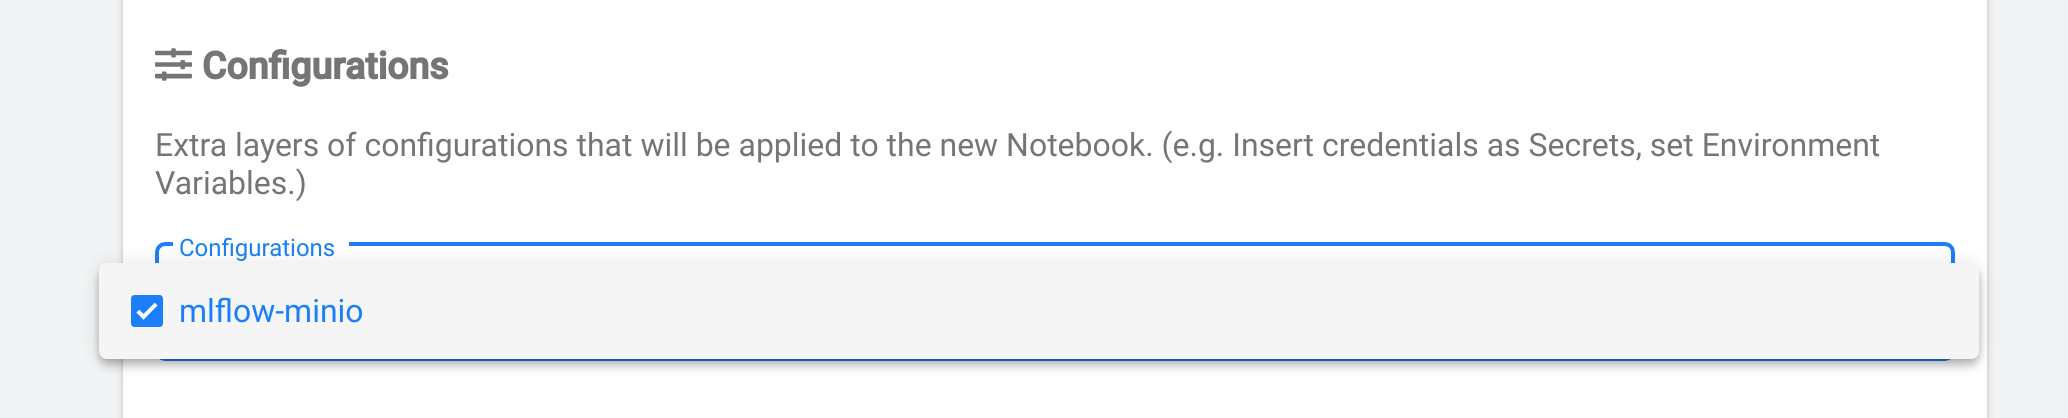 Configurations
Extra layers of configurations that will be applied to the new Notebook. (e.g. Insert credentials as Secrets, set Environment
Variables.)
Configurations
mlflow-minio